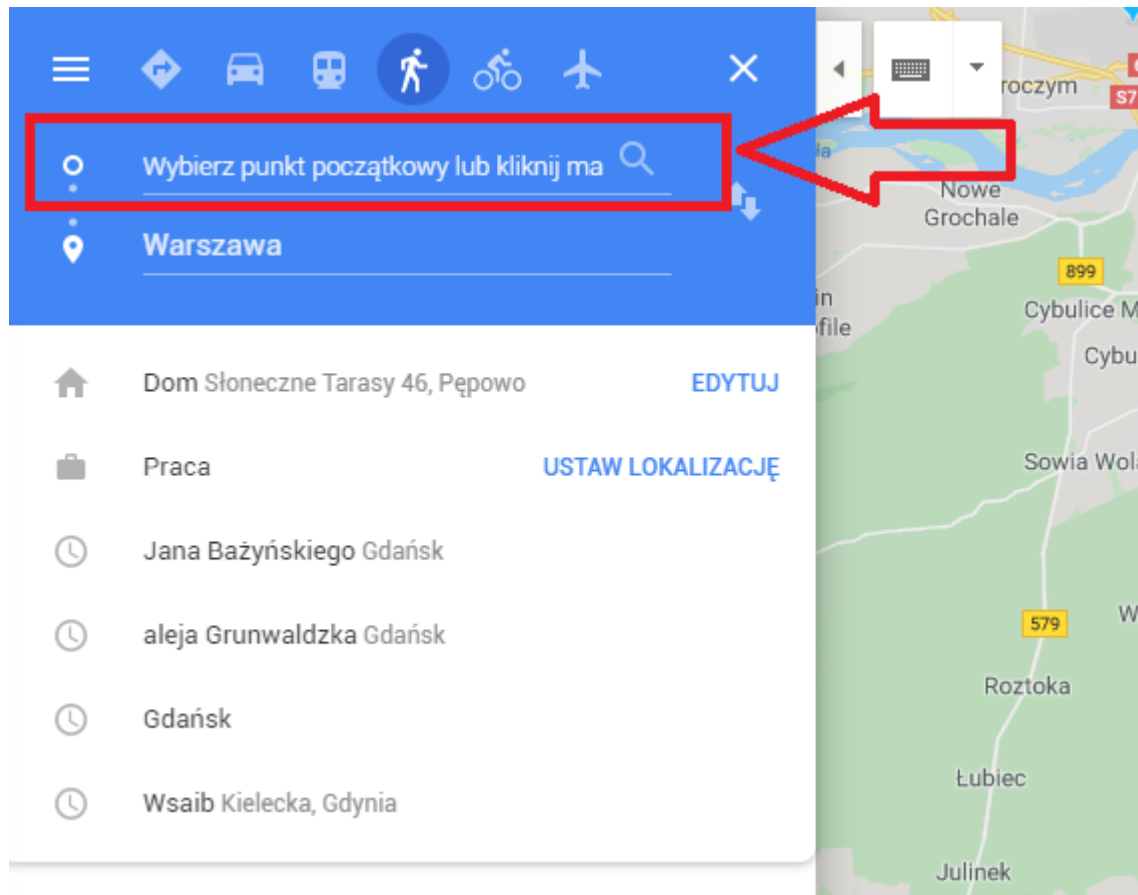 Wybierz punkt początkowy lub kliknij ma
Warszawa
Dom Słoneczne Tarasy 46, Pępowo
EDYTUJ
Praca
USTAW LOKALIZACJĘ
Jana Bażyńskiego Gdańsk
aleja Grunwaldzka Gdańsk
Gdańsk
Wsaib Kielecka, Gdynia
roczym
S7
Nowe
Grochale
899
in
Cybulice M
file
Cybu
Sowia Wola
579
W
Roztoka
Łubiec
Julinek